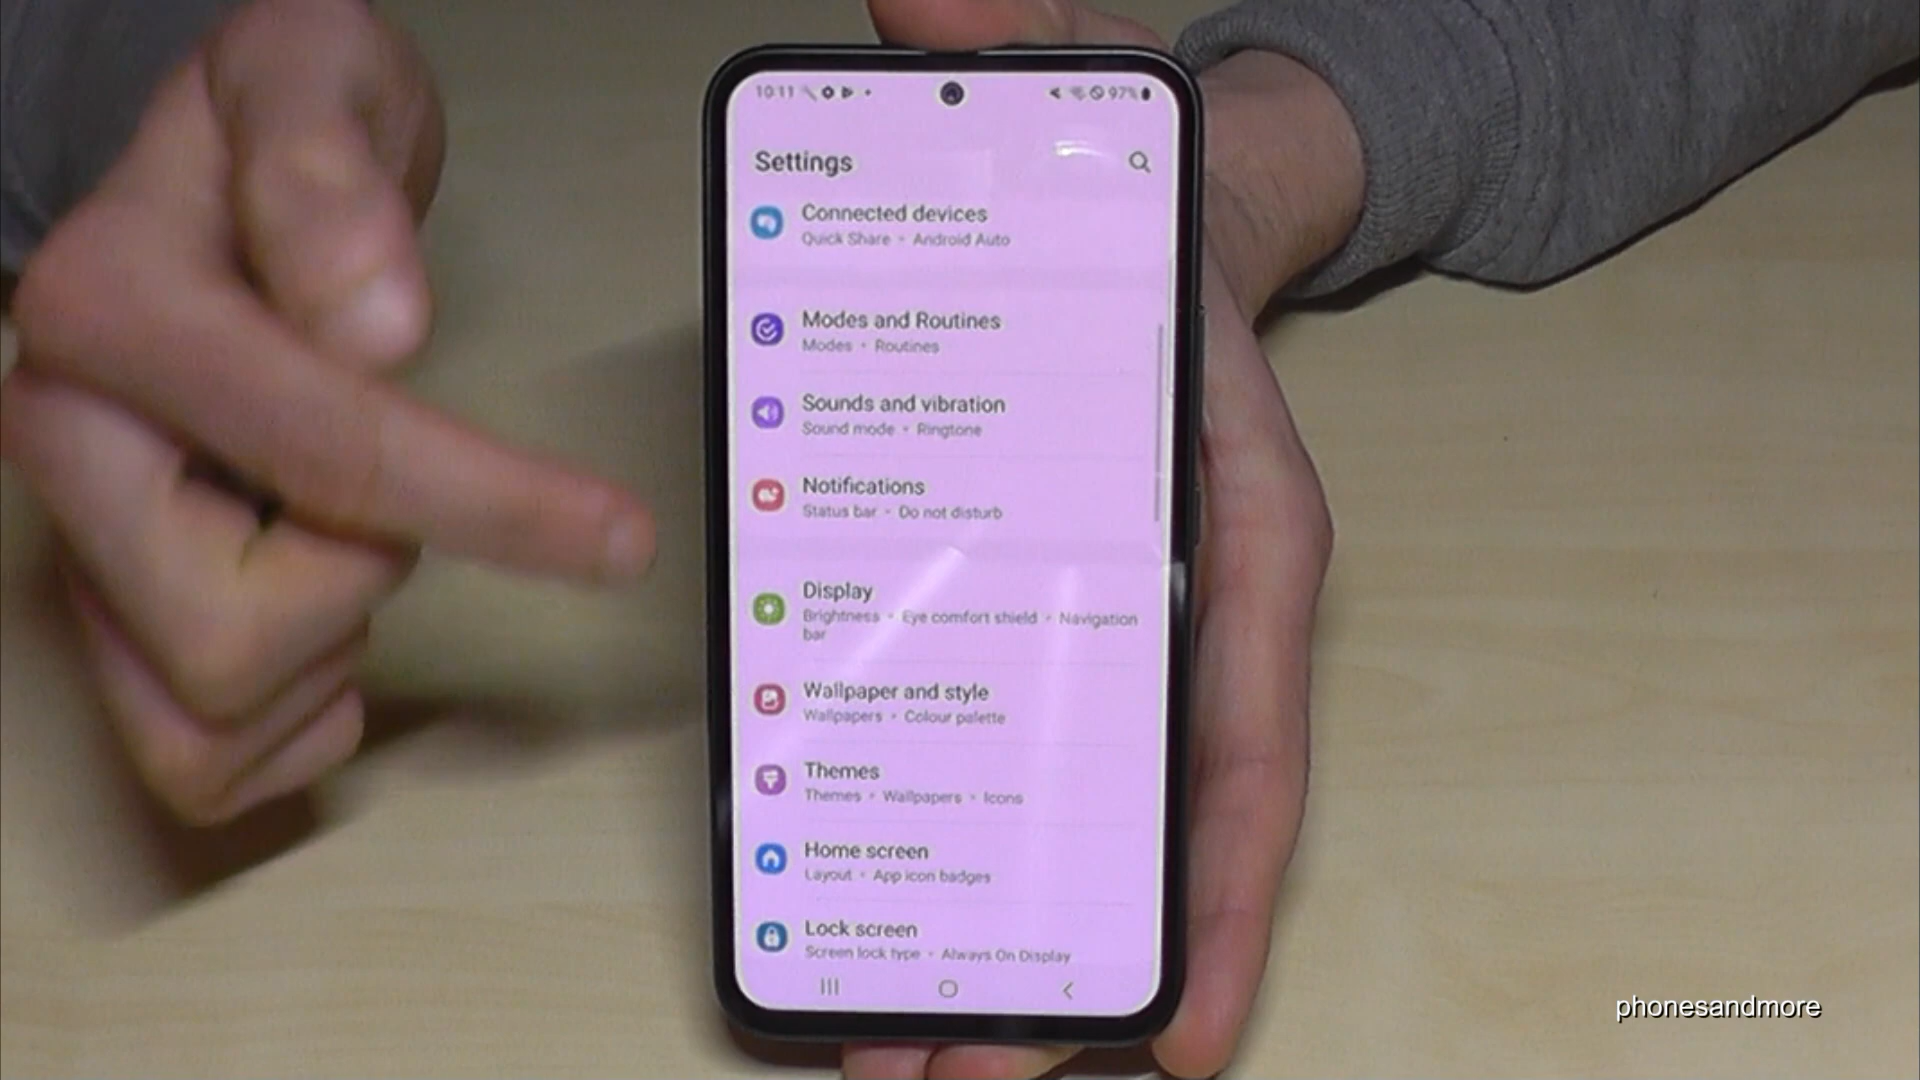 10:11
97%
Settings
Connected devices
Quick Share • Android Auto
Modes and Routines
Modes • Routines
Sounds and vibration
Sound mode • Ringtone
Notifications
Status bar • Do not disturb
Display
Brightness • Eye comfort shield • Navigation
bar
Wallpaper and style
Wallpapers • Colour palette
Themes
Themes • Wallpapers • Icons
Home screen
Layout • App icon badges
Lock screen
Screen lock type • Always On Display
phonesandmore